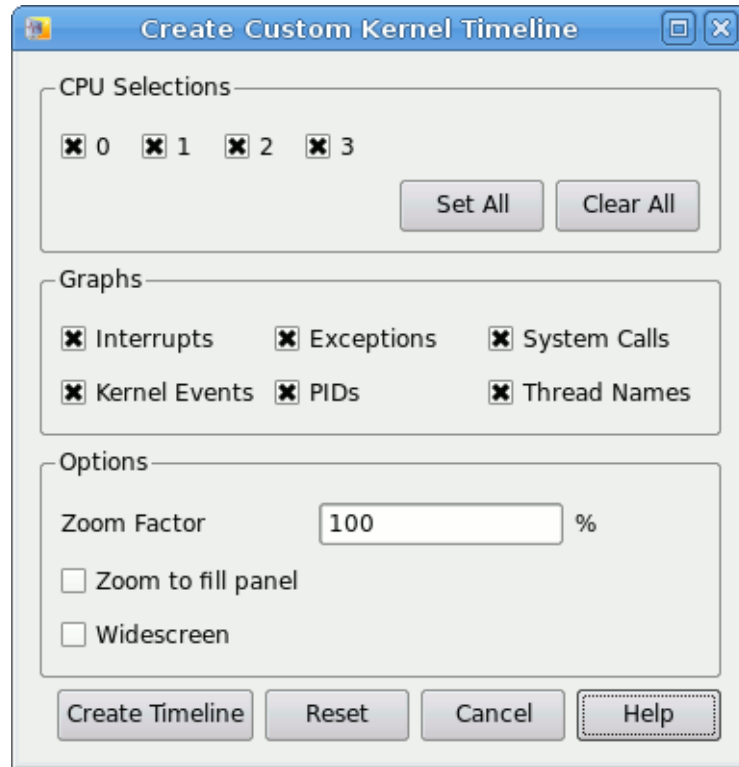 Create Custom Kernel Timeline
CPU Selections
0 1 2 3
Set All Clear All
Graphs
Interrupts Exceptions System Calls
Kernel Events PIDs Thread Names
Options
Zoom Factor 100 %
Zoom to fill panel
Widescreen
Create Timeline Reset Cancel Help